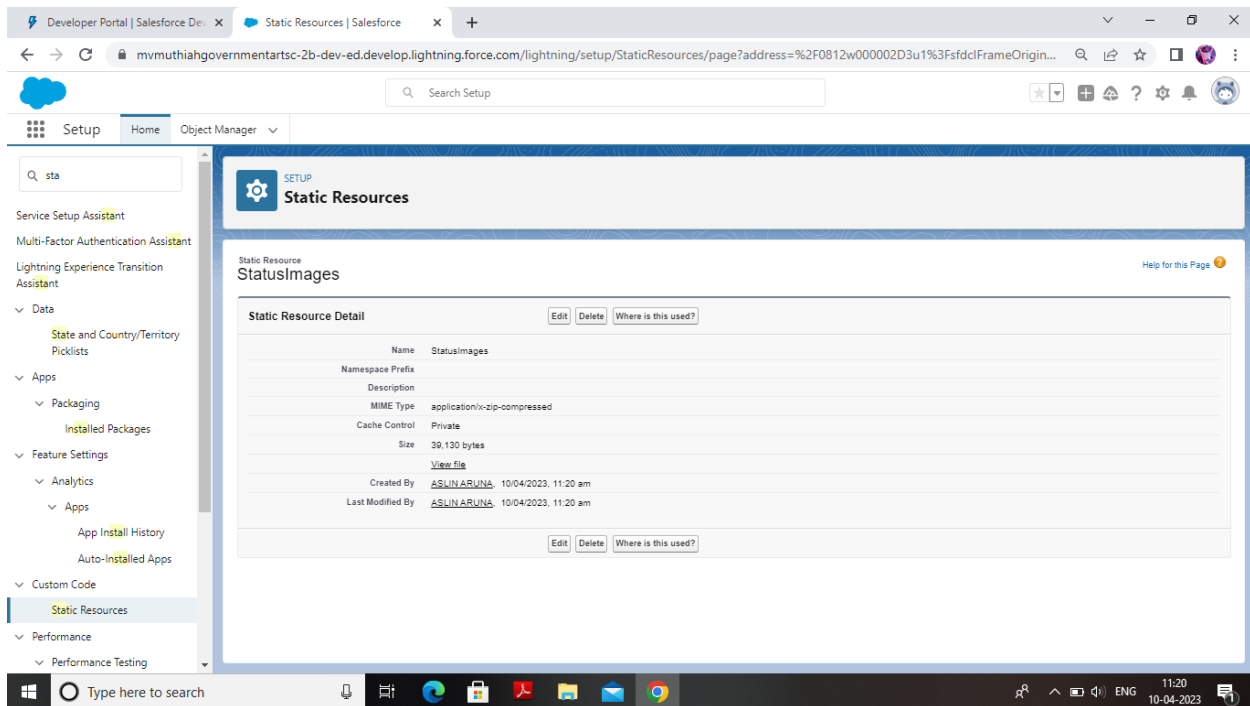 Developer Portal | Salesforce Dev
Static Resources | Salesforce
mvmuthiahgovernmentartsc-2b-dev-ed.develop.lightning.force.com/lightning/setup/StaticResources/page?address=%2F0812w000002D3u1%3FsfdcIFrameOrigin...
Search Setup
Setup
Home
Object Manager
sta
Service Setup Assistant
Multi-Factor Authentication Assistant
Lightning Experience Transition
Assistant
Data
State and Country/Territory
Picklists
Apps
Packaging
Installed Packages
Feature Settings
Analytics
Apps
App Install History
Auto-Installed Apps
Custom Code
Static Resources
Performance
Performance Testing
SETUP
Static Resources
Static Resource
StatusImages
Help for this Page
Static Resource Detail
Edit Delete Where is this used?
Name StatusImages
Namespace Prefix
Description
MIME Type application/x-zip-compressed
Cache Control Private
Size 39,130 bytes
View file
Created By ASLIN ARUNA, 10/04/2023, 11:20 am
Last Modified By ASLIN ARUNA, 10/04/2023, 11:20 am
Edit Delete Where is this used?
Type here to search
ENG
11:20
10-04-2023